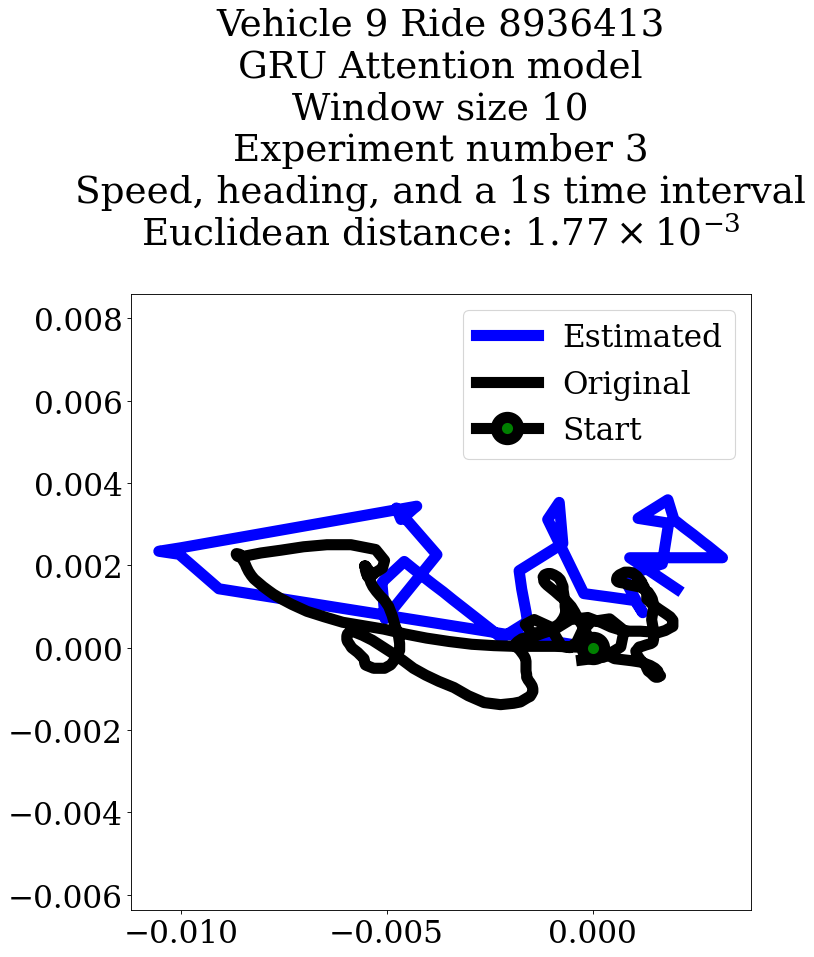 Vehicle 9 Ride 8936413
GRU Attention model
Window size 10
Experiment number 3
Speed, heading, and a 1s time interval
Euclidean distance: 1.77 × 10⁻³
Estimated
Original
Start
0.008
0.006
0.004
0.002
0.000
−0.002
−0.004
−0.006
−0.010
−0.005
0.000